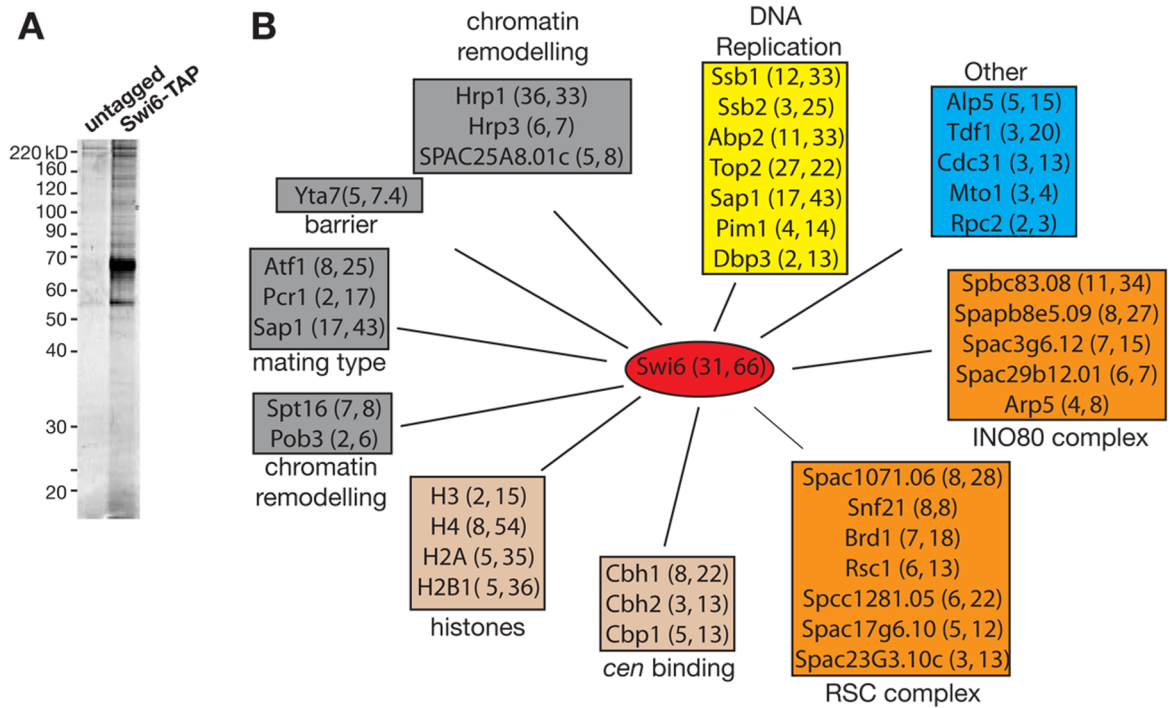 A
untagged
Swi6-TAP
220 kD
160
120
100
90
70
60
50
40
30
20
B
chromatin
remodelling
Hrp1 (36, 33)
Hrp3 (6, 7)
SPAC25A8.01c (5, 8)
DNA
Replication
Ssb1 (12, 33)
Ssb2 (3, 25)
Abp2 (11, 33)
Top2 (27, 22)
Sap1 (17, 43)
Pim1 (4, 14)
Dbp3 (2, 13)
Other
Alp5 (5, 15)
Tdf1 (3, 20)
Cdc31 (3, 13)
Mto1 (3, 4)
Rpc2 (2, 3)
Yta7(5, 7.4)
barrier
Atf1 (8, 25)
Pcr1 (2, 17)
Sap1 (17, 43)
mating type
Spt16 (7, 8)
Pob3 (2, 6)
chromatin
remodelling
Swi6 (31, 66)
Spbc83.08 (11, 34)
Spapb8e5.09 (8, 27)
Spac3g6.12 (7, 15)
Spac29b12.01 (6, 7)
Arp5 (4, 8)
INO80 complex
H3 (2, 15)
H4 (8, 54)
H2A (5, 35)
H2B1( 5, 36)
histones
Cbh1 (8, 22)
Cbh2 (3, 13)
Cbp1 (5, 13)
cen binding
Spac1071.06 (8, 28)
Snf21 (8,8)
Brd1 (7, 18)
Rsc1 (6, 13)
Spcc1281.05 (6, 22)
Spac17g6.10 (5, 12)
Spac23G3.10c (3, 13)
RSC complex